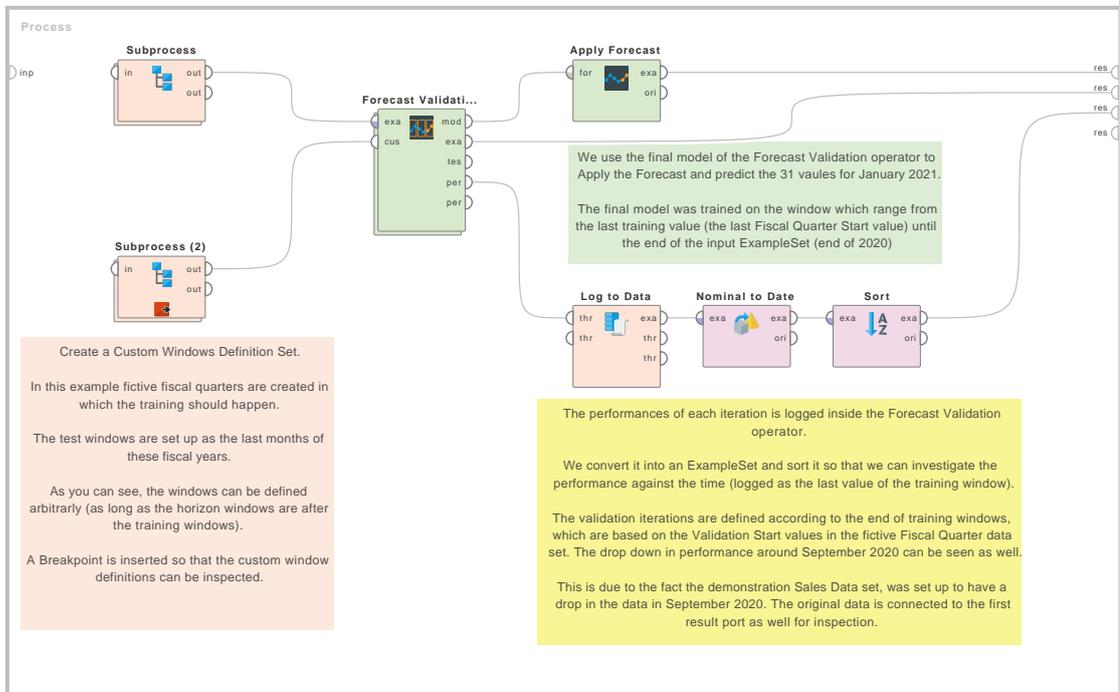 Process
inp
Subprocess
in out
out
Forecast Validati...
exa mod
cus exa
tes
per
per
Apply Forecast
for exa
ori
res
res
res
res
We use the final model of the Forecast Validation operator to
Apply the Forecast and predict the 31 vaules for January 2021.
The final model was trained on the window which range from
the last training value (the last Fiscal Quarter Start value) until
the end of the input ExampleSet (end of 2020)
Subprocess (2)
in out
out
Log to Data
thr exa
thr thr
thr
Nominal to Date
exa exa
ori
Sort
exa exa
ori
Create a Custom Windows Definition Set.
In this example fictive fiscal quarters are created in
which the training should happen.
The test windows are set up as the last months of
these fiscal years.
As you can see, the windows can be defined
arbitrarly (as long as the horizon windows are after
the training windows).
A Breakpoint is inserted so that the custom window
definitions can be inspected.
The performances of each iteration is logged inside the Forecast Validation
operator.
We convert it into an ExampleSet and sort it so that we can investigate the
performance against the time (logged as the last value of the training window).
The validation iterations are defined according to the end of training windows,
which are based on the Validation Start values in the fictive Fiscal Quarter data
set. The drop down in performance around September 2020 can be seen as well.
This is due to the fact the demonstration Sales Data set, was set up to have a
drop in the data in September 2020. The original data is connected to the first
result port as well for inspection.